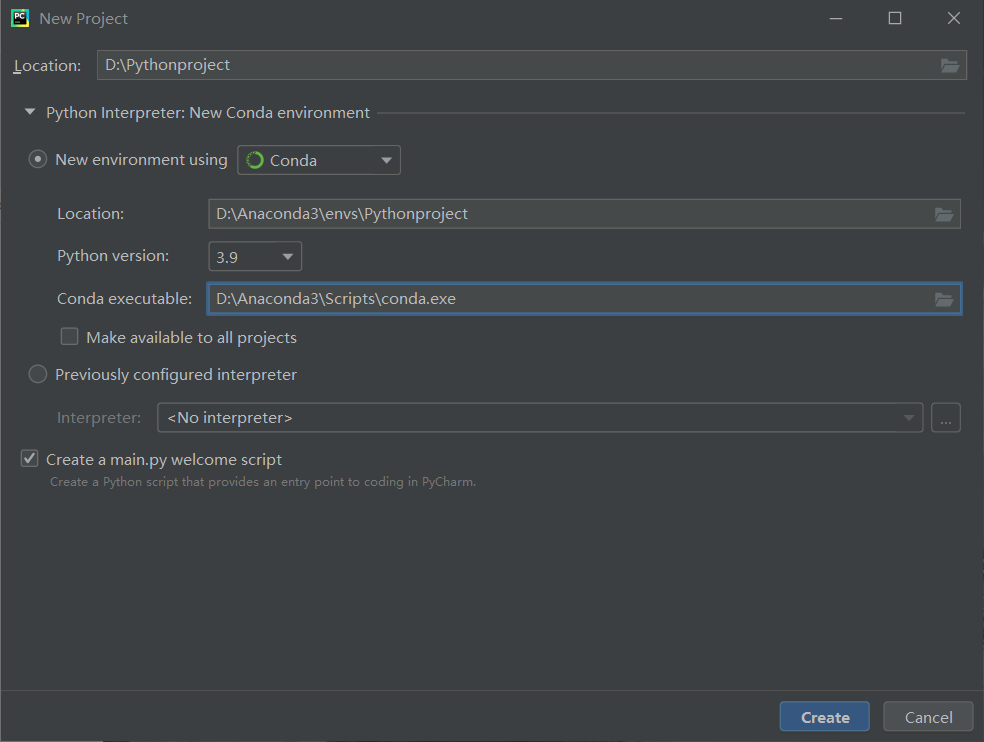 PC New Project
Location: D:\Pythonproject
Python Interpreter: New Conda environment
New environment using Conda
Location: D:\Anaconda3\envs\Pythonproject
Python version: 3.9
Conda executable: D:\Anaconda3\Scripts\conda.exe
Make available to all projects
Previously configured interpreter
Interpreter: <No interpreter> ...
Create a main.py welcome script
Create a Python script that provides an entry point to coding in PyCharm.
Create Cancel